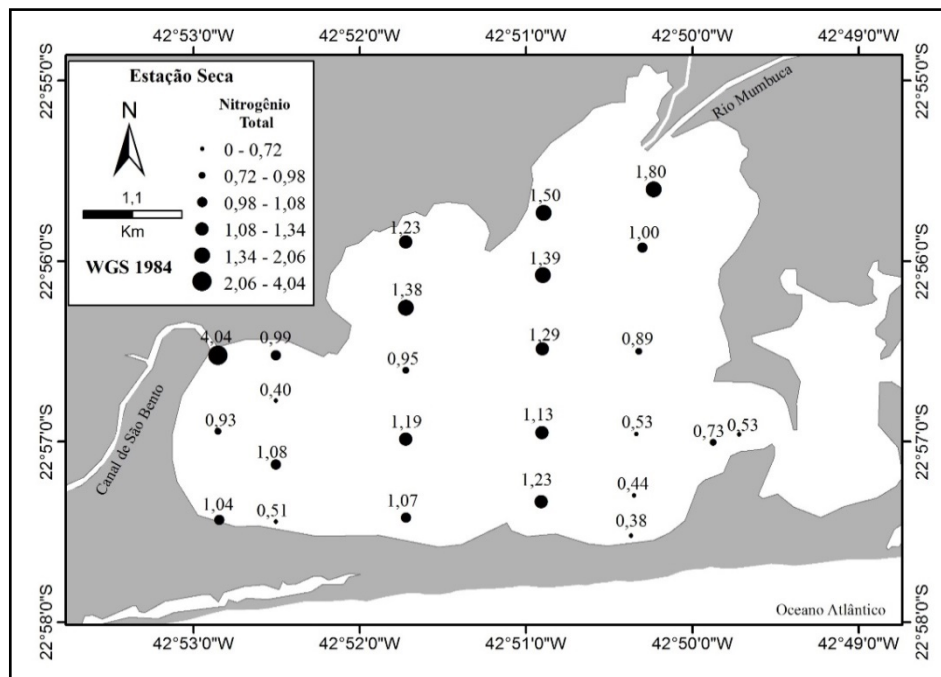 42°53'0"W 42°52'0"W 42°51'0"W 42°50'0"W 42°49'0"W
22°55'0"S
22°56'0"S
22°57'0"S
22°58'0"S
Estação Seca
N
1,1
Km
WGS 1984
Nitrogênio
Total
0 - 0,72
0,72 - 0,98
0,98 - 1,08
1,08 - 1,34
1,34 - 2,06
2,06 - 4,04
Rio Mumbuca
1,80
1,50
1,23
1,00
1,39
1,38
4,04
0,99
1,29
0,89
0,95
0,40
Canal de São Bento
0,93
1,19
1,13
0,53
0,73
0,53
1,08
1,23
0,44
1,04
0,51
1,07
0,38
Oceano Atlântico
22°55'0"S
22°56'0"S
22°57'0"S
22°58'0"S
42°53'0"W 42°52'0"W 42°51'0"W 42°50'0"W 42°49'0"W